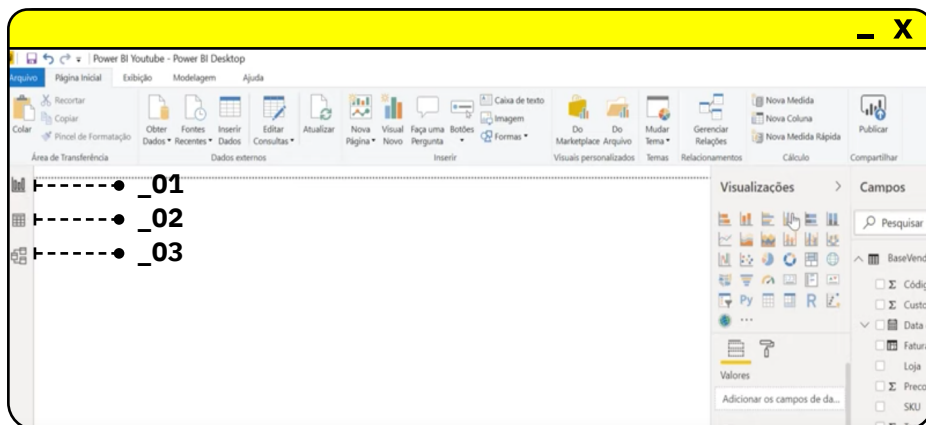 _ X
Power BI Youtube - Power BI Desktop
Arquivo Página Inicial Exibição Modelagem Ajuda
Colar
Recortar
Copiar
Pincel de Formatação
Área de Transferência
Obter Dados
Fontes Recentes
Inserir Dados
Editar Consultas
Dados externos
Atualizar
Nova Página
Visual Novo
Faça uma Pergunta
Botões
Caixa de texto
Imagem
Formas
Inserir
Do Marketplace
Do Arquivo
Visuais personalizados
Mudar Tema
Temas
Gerenciar Relações
Relacionamentos
Nova Medida
Nova Coluna
Nova Medida Rápida
Cálculo
Publicar
Compartilhar
_01
_02
_03
Visualizações
Py
R
Valores
Adicionar os campos de da...
Campos
Pesquisar
BaseVend
Σ Códig
Σ Custo
Data
Fatura
Loja
Σ Preco
SKU